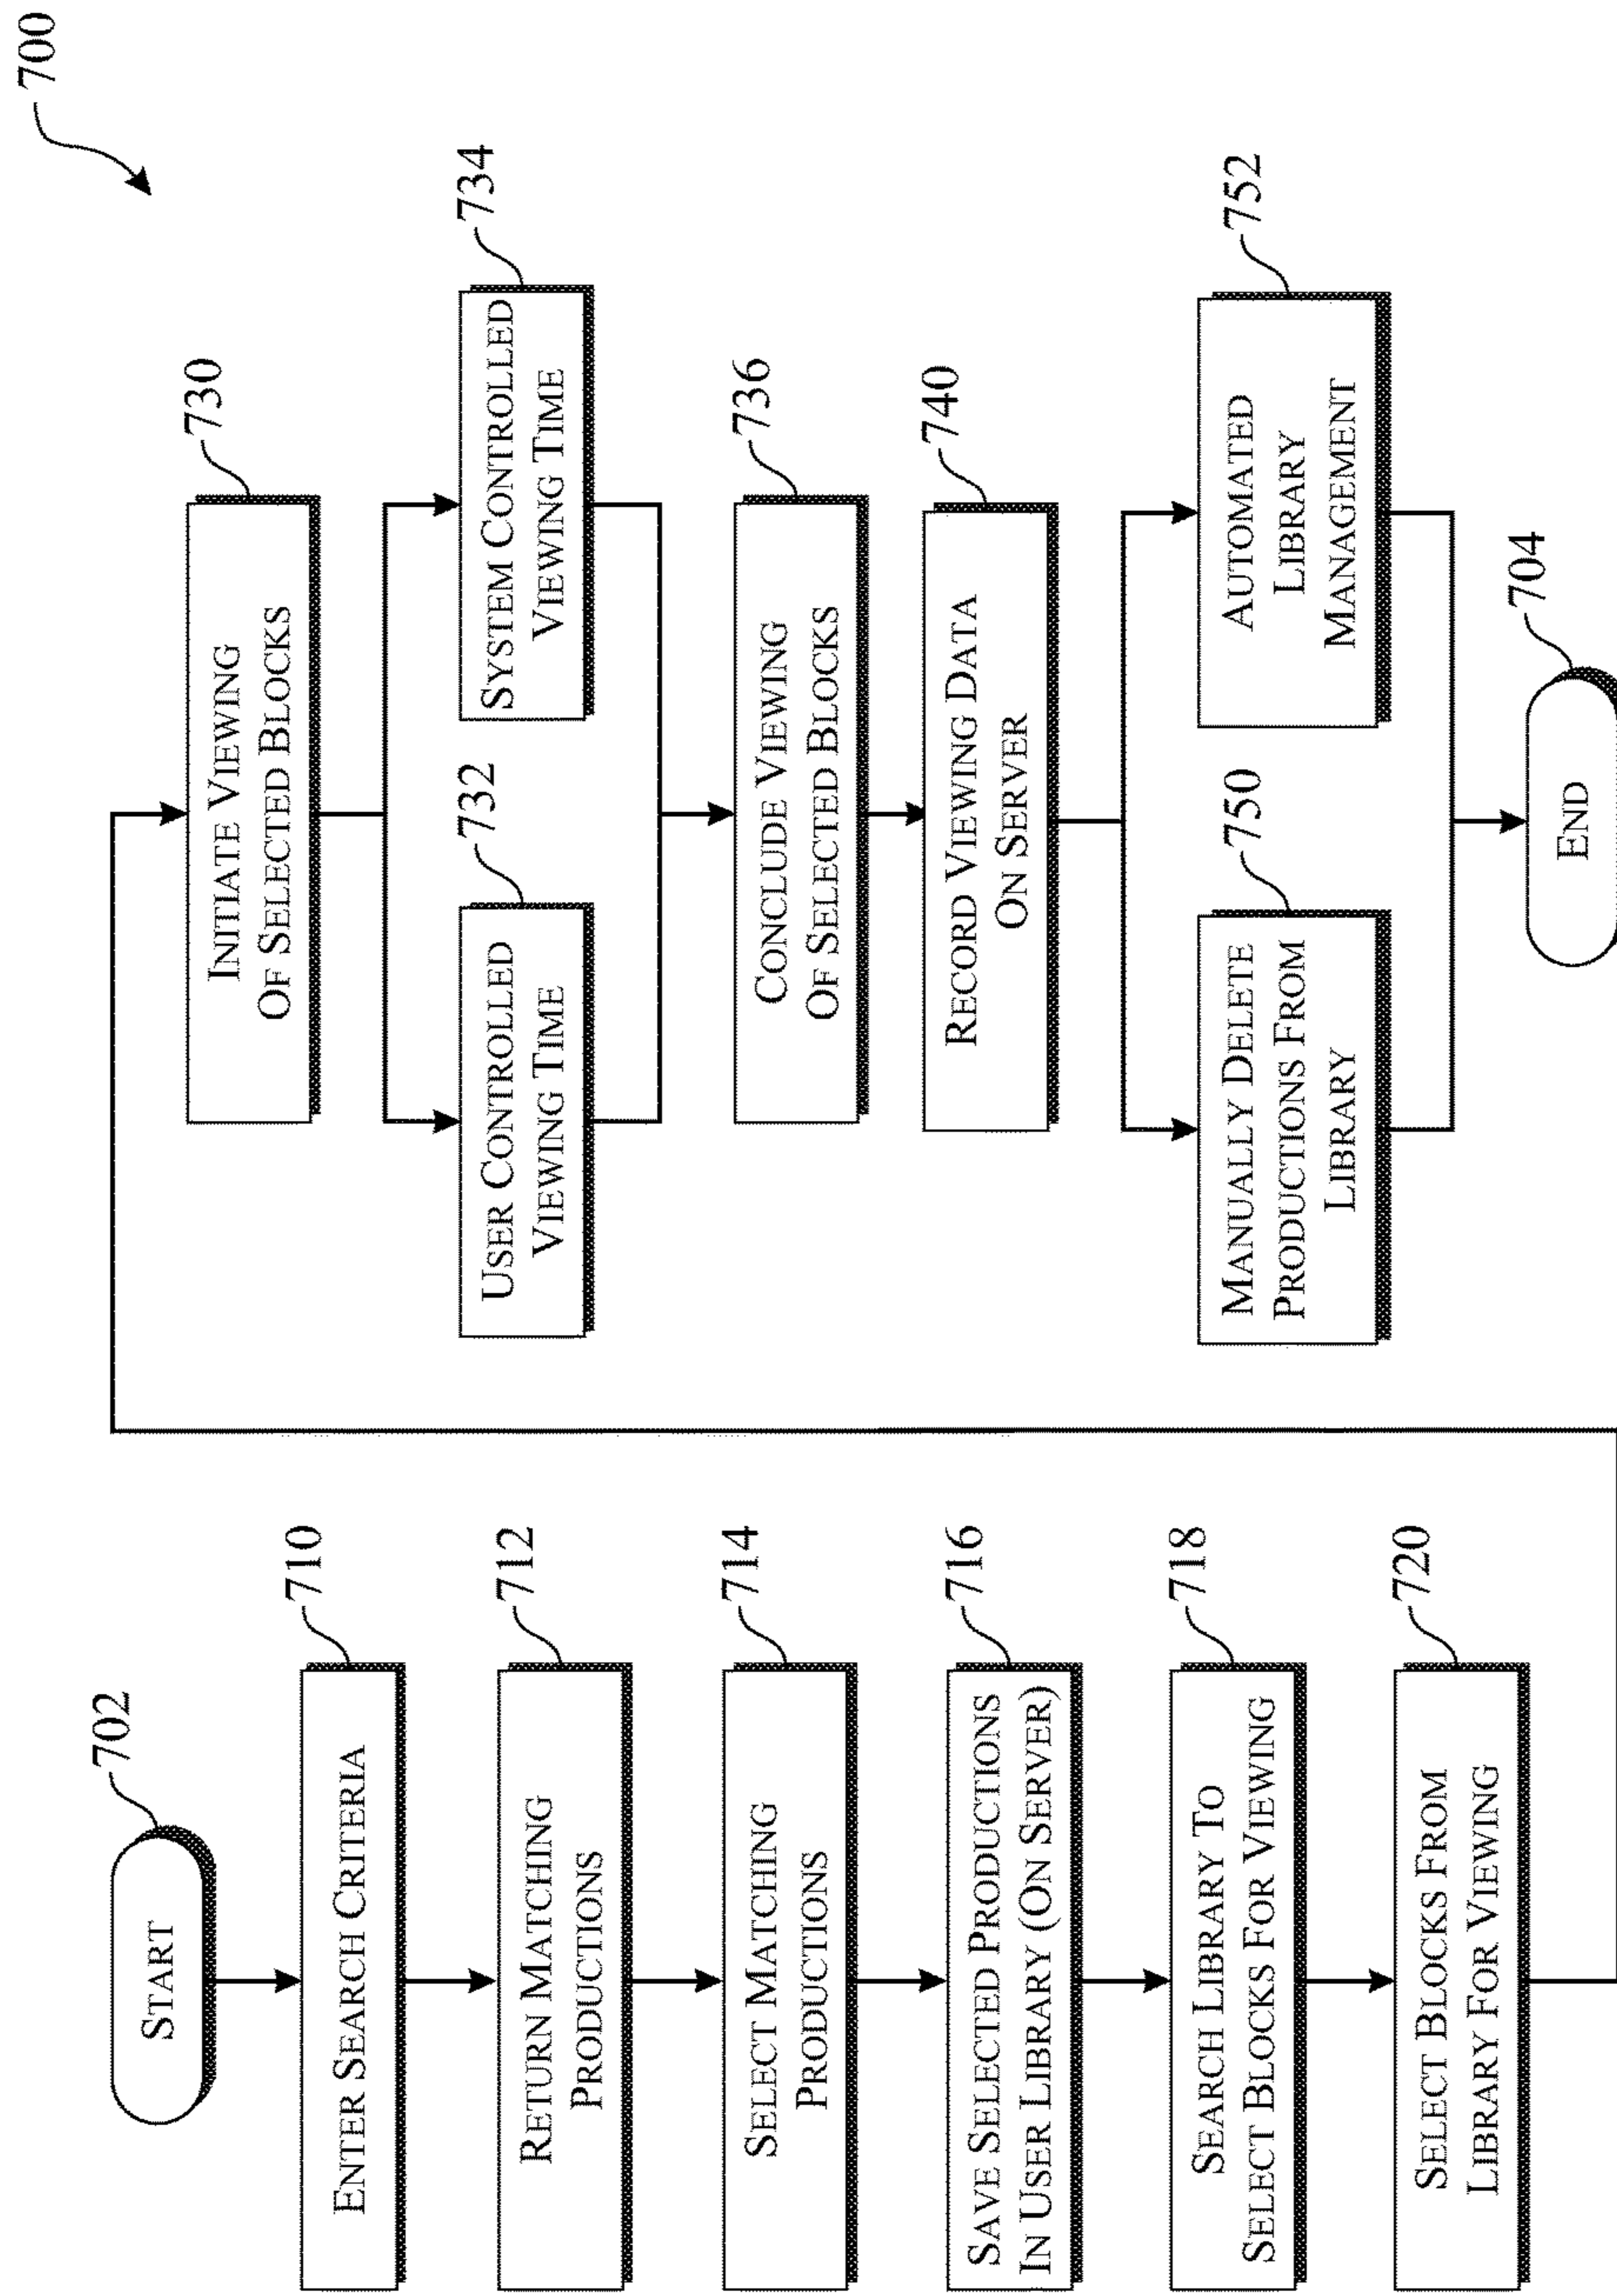 700
START
702
ENTER SEARCH CRITERIA
710
RETURN MATCHING
PRODUCTIONS
712
SELECT MATCHING
PRODUCTIONS
714
SAVE SELECTED PRODUCTIONS
IN USER LIBRARY (ON SERVER)
716
SEARCH LIBRARY TO
SELECT BLOCKS FOR VIEWING
718
SELECT BLOCKS FROM
LIBRARY FOR VIEWING
720
INITIATE VIEWING
OF SELECTED BLOCKS
730
USER CONTROLLED
VIEWING TIME
732
SYSTEM CONTROLLED
VIEWING TIME
734
CONCLUDE VIEWING
OF SELECTED BLOCKS
736
RECORD VIEWING DATA
ON SERVER
740
MANUALLY DELETE
PRODUCTIONS FROM
LIBRARY
750
AUTOMATED
LIBRARY
MANAGEMENT
752
END
704